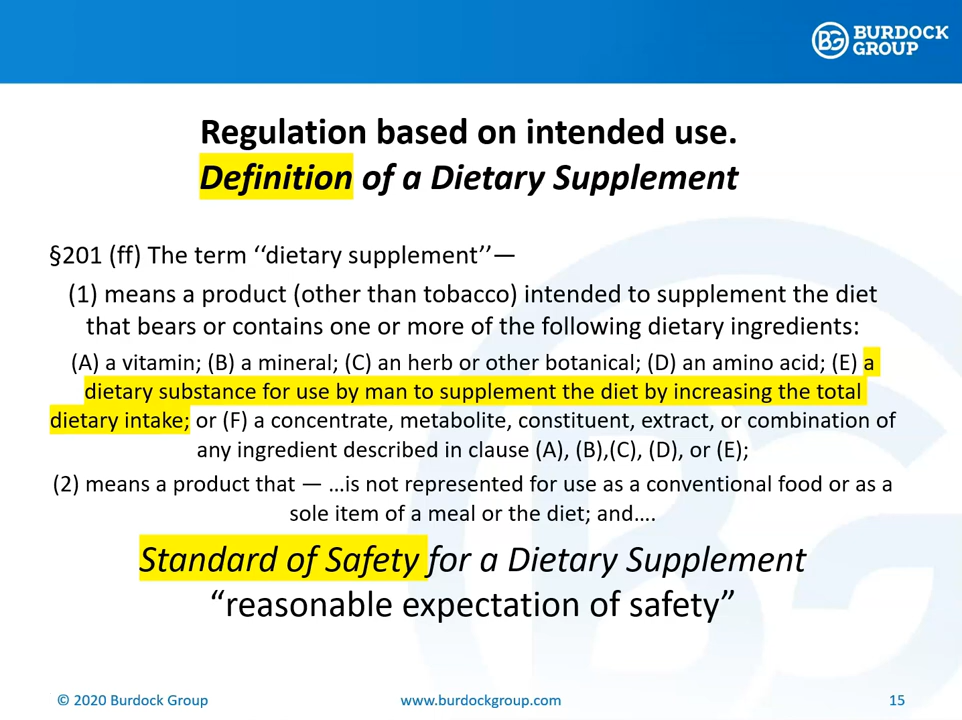 BURDOCK
GROUP
Regulation based on intended use.
Definition of a Dietary Supplement
§201 (ff) The term ‘‘dietary supplement’’—
(1) means a product (other than tobacco) intended to supplement the diet
that bears or contains one or more of the following dietary ingredients:
(A) a vitamin; (B) a mineral; (C) an herb or other botanical; (D) an amino acid; (E) a
dietary substance for use by man to supplement the diet by increasing the total
dietary intake; or (F) a concentrate, metabolite, constituent, extract, or combination of
any ingredient described in clause (A), (B),(C), (D), or (E);
(2) means a product that — …is not represented for use as a conventional food or as a
sole item of a meal or the diet; and….
Standard of Safety for a Dietary Supplement
“reasonable expectation of safety”
© 2020 Burdock Group
www.burdockgroup.com
15